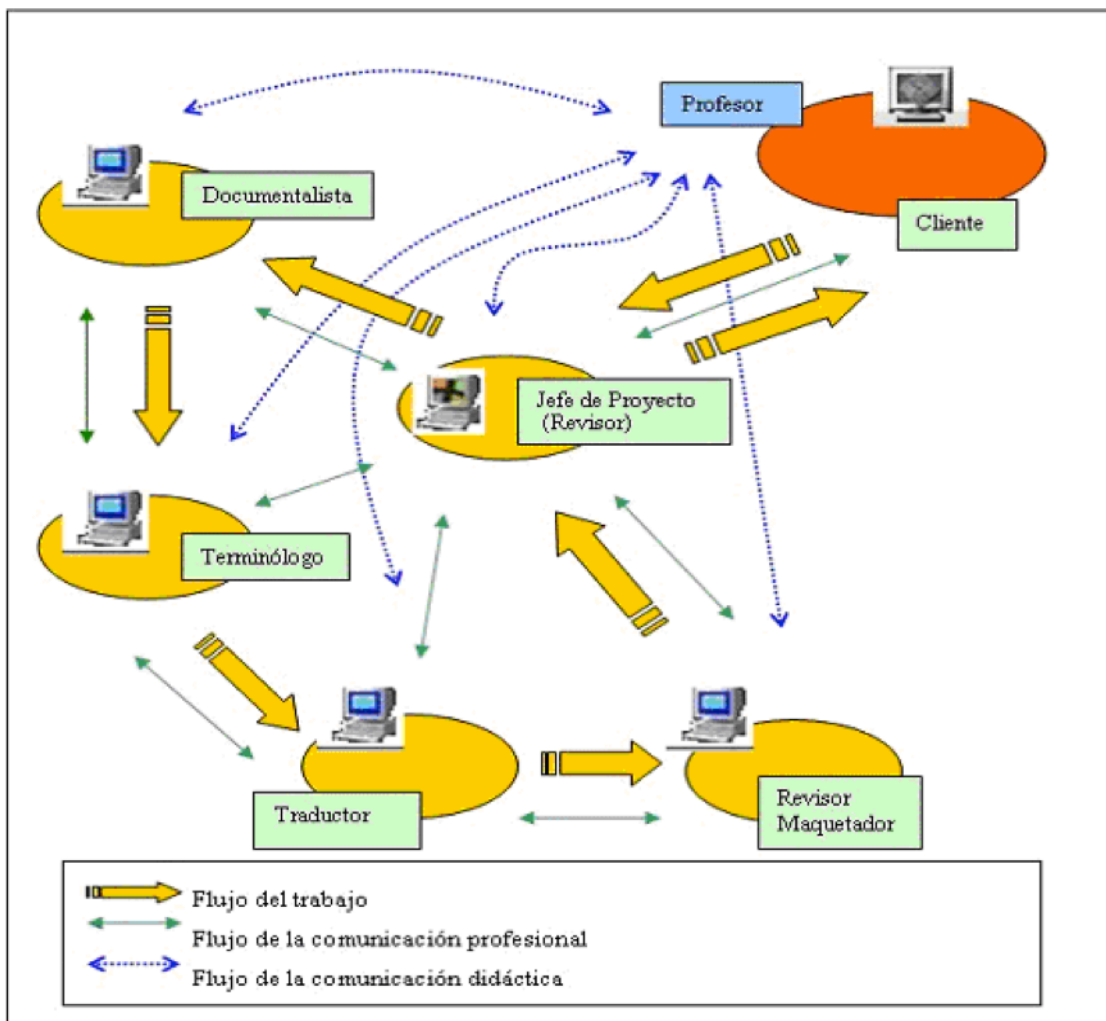 Profesor
Documentalista
Cliente
Jefe de Proyecto
(Revisor)
Terminólogo
Traductor
Revisor
Maquetador
Flujo del trabajo
Flujo de la comunicación profesional
Flujo de la comunicación didáctica